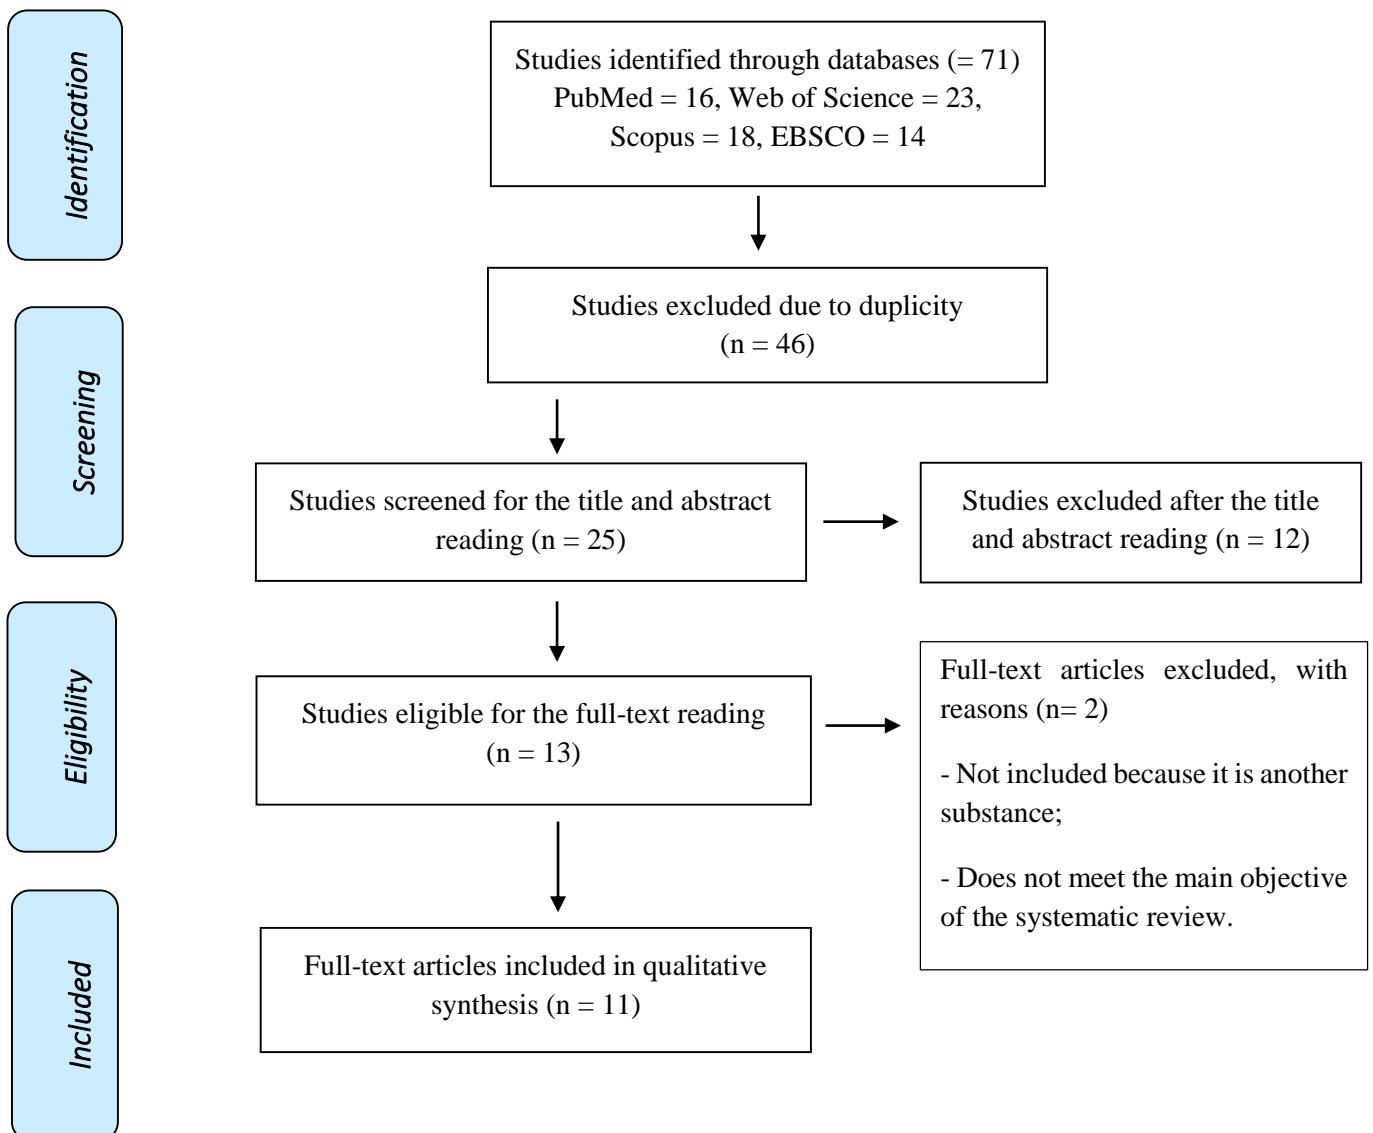 Identification
Studies identified through databases (= 71)
PubMed = 16, Web of Science = 23,
Scopus = 18, EBSCO = 14
Studies excluded due to duplicity
(n = 46)
Screening
Studies screened for the title and abstract
reading (n = 25)
Studies excluded after the title
and abstract reading (n = 12)
Eligibility
Studies eligible for the full-text reading
(n = 13)
Full-text articles excluded, with
reasons (n= 2)
- Not included because it is another
substance;
- Does not meet the main objective
of the systematic review.
Included
Full-text articles included in qualitative
synthesis (n = 11)